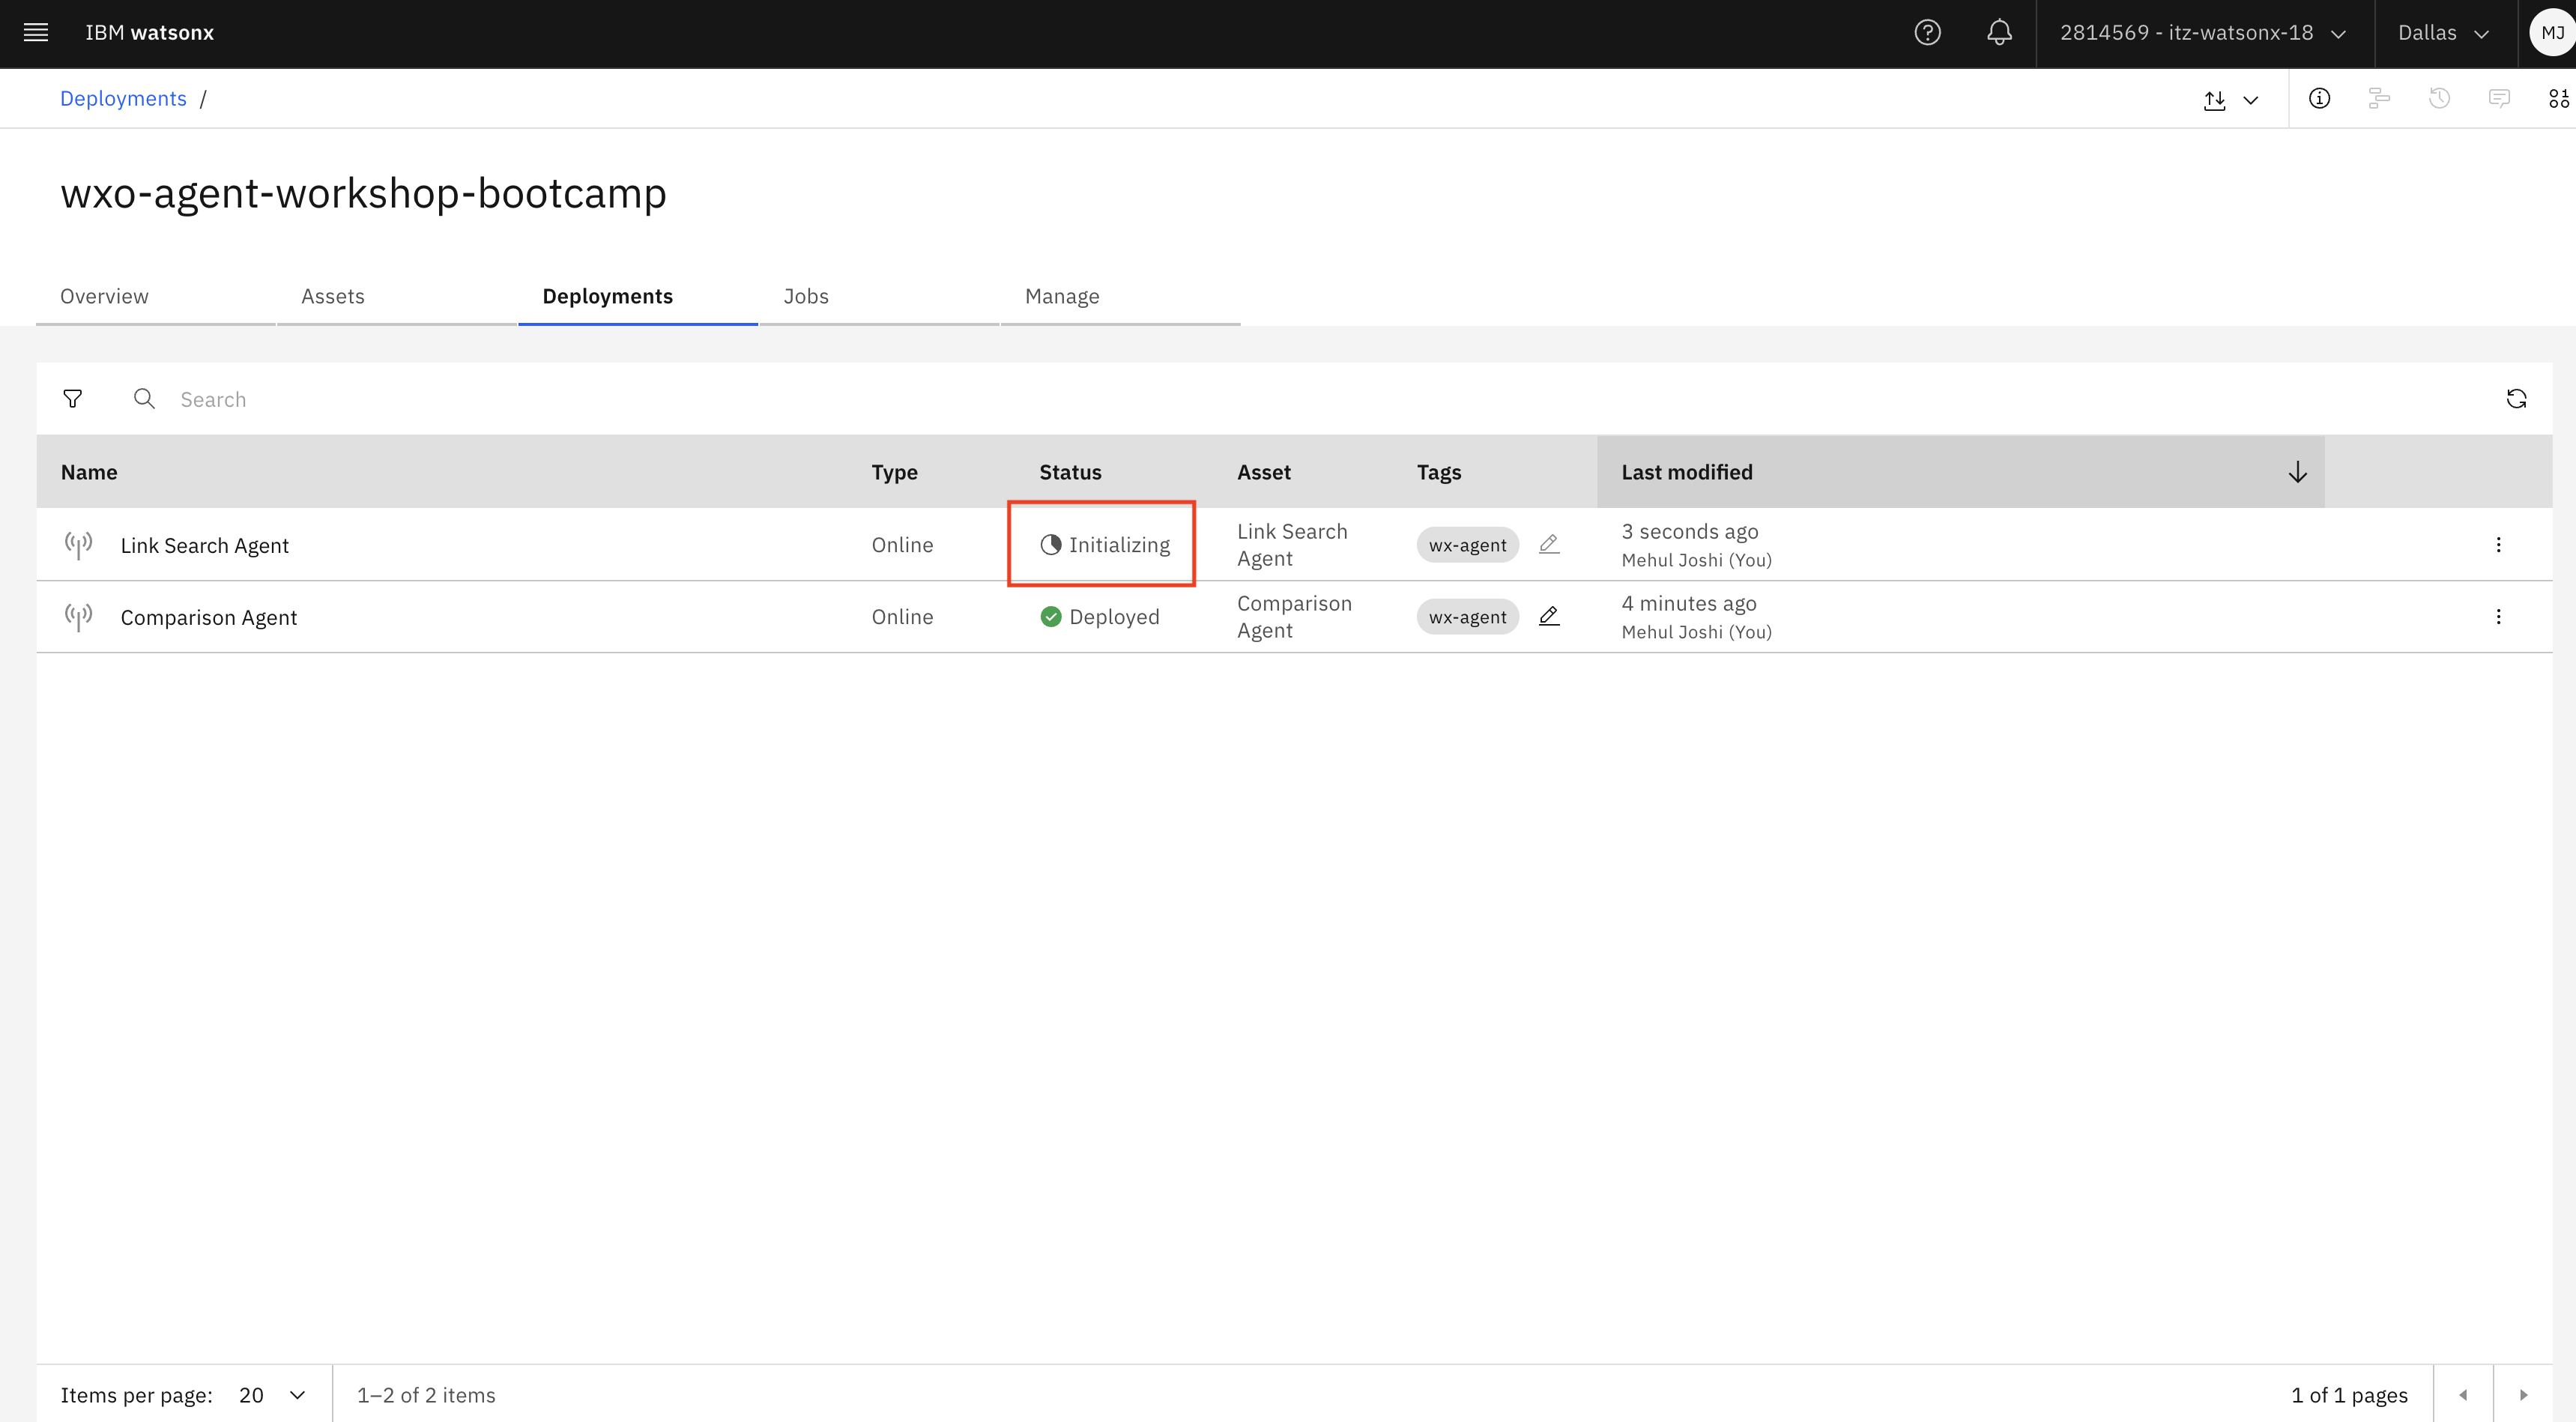 IBM watsonx
2814569 - itz-watsonx-18
Dallas
MJ
Deployments /
wxo-agent-workshop-bootcamp
Overview
Assets
Deployments
Jobs
Manage
Search
Name
Type
Status
Asset
Tags
Last modified
Link Search Agent
Online
Initializing
Link Search
Agent
wx-agent
3 seconds ago
Mehul Joshi (You)
Comparison Agent
Online
Deployed
Comparison
Agent
wx-agent
4 minutes ago
Mehul Joshi (You)
Items per page: 20
1–2 of 2 items
1 of 1 pages